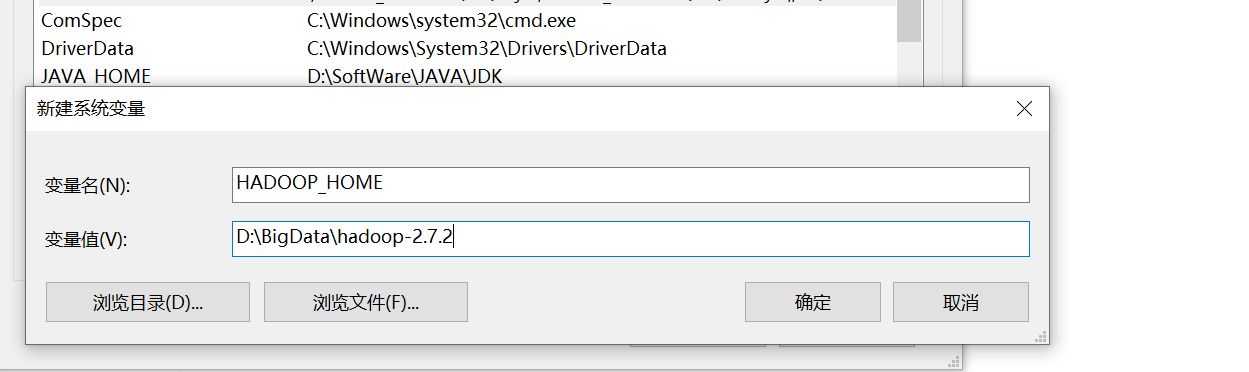 ComSpec C:\Windows\system32\cmd.exe
DriverData C:\Windows\System32\Drivers\DriverData
JAVA_HOME D:\SoftWare\JAVA\JDK
新建系统变量
变量名(N): HADOOP_HOME
变量值(V): D:\BigData\hadoop-2.7.2
浏览目录(D)... 浏览文件(F)... 确定 取消